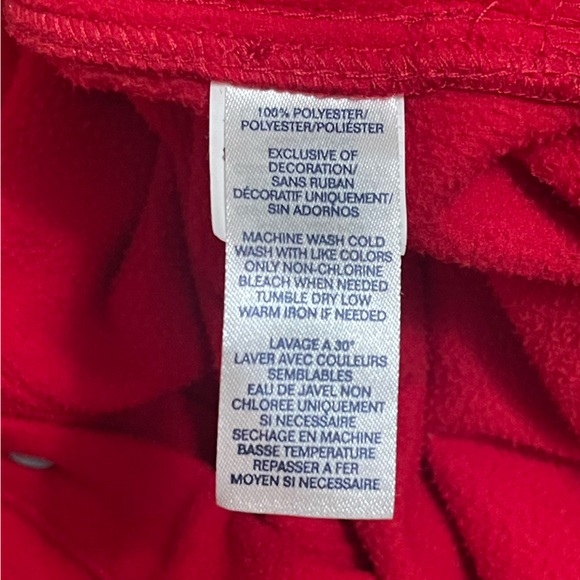 100% POLYESTER/
POLYESTER/POLIÉSTER
EXCLUSIVE OF
DECORATION/
SANS RUBAN
DÉCORATIF UNIQUEMENT/
SIN ADORNOS
MACHINE WASH COLD
WASH WITH LIKE COLORS
ONLY NON-CHLORINE
BLEACH WHEN NEEDED
TUMBLE DRY LOW
WARM IRON IF NEEDED
LAVAGE A 30°
LAVER AVEC COULEURS
SEMBLABLES
EAU DE JAVEL NON
CHLOREE UNIQUEMENT
SI NECESSAIRE
SECHAGE EN MACHINE
BASSE TEMPERATURE
REPASSER A FER
MOYEN SI NECESSAIRE